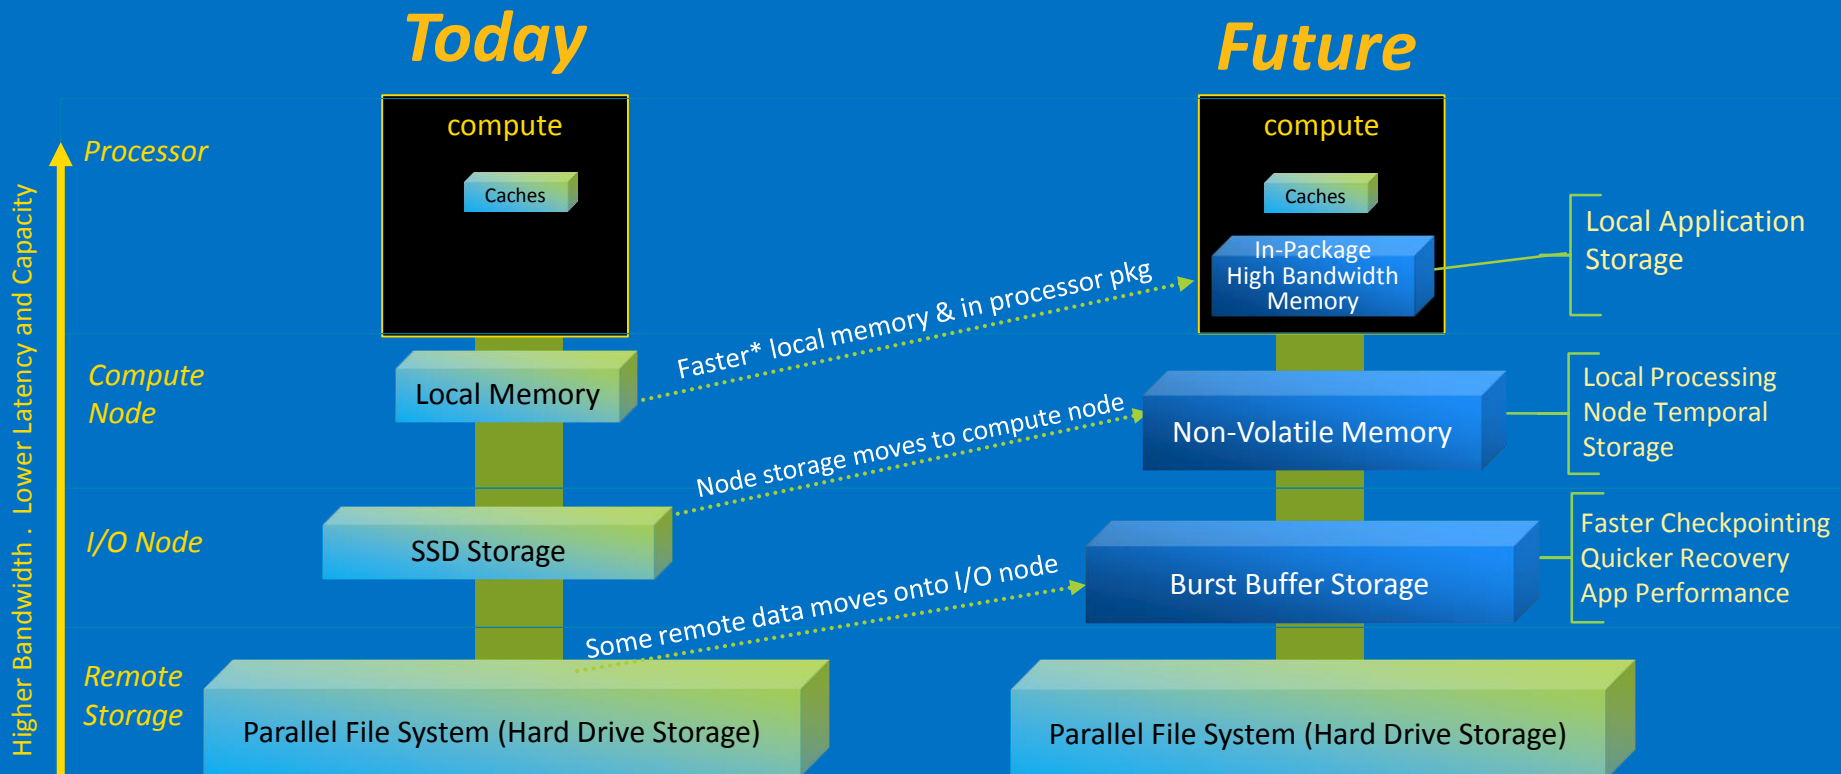 Today
Future
Higher Bandwidth . Lower Latency and Capacity
Processor
compute
Caches
compute
Caches
In-Package
High Bandwidth
Memory
Local Application
Storage
Faster* local memory & in processor pkg
Compute
Node
Local Memory
Non-Volatile Memory
Local Processing
Node Temporal
Storage
Node storage moves to compute node
I/O Node
SSD Storage
Burst Buffer Storage
Faster Checkpointing
Quicker Recovery
App Performance
Some remote data moves onto I/O node
Remote
Storage
Parallel File System (Hard Drive Storage)
Parallel File System (Hard Drive Storage)